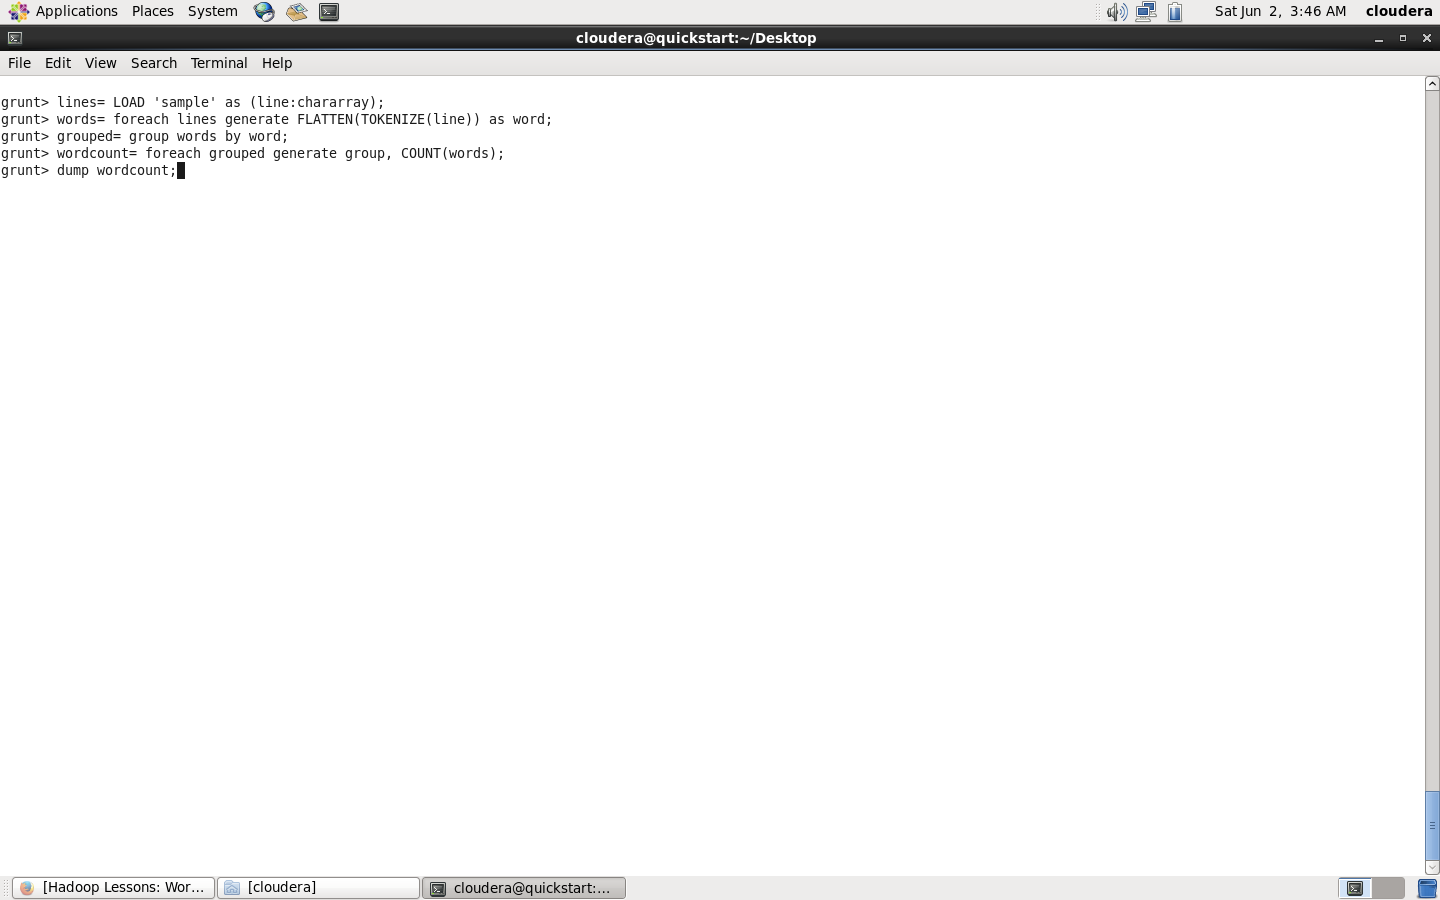 Applications Places System Sat Jun 2, 3:46 AM cloudera
cloudera@quickstart:~/Desktop
File Edit View Search Terminal Help
grunt> lines= LOAD 'sample' as (line:chararray);
grunt> words= foreach lines generate FLATTEN(TOKENIZE(line)) as word;
grunt> grouped= group words by word;
grunt> wordcount= foreach grouped generate group, COUNT(words);
grunt> dump wordcount;
[Hadoop Lessons: Wor... [cloudera] cloudera@quickstart:...